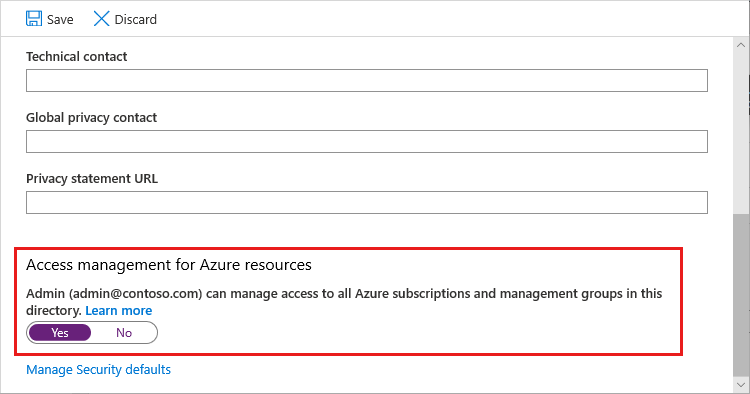 Save Discard
Technical contact
Global privacy contact
Privacy statement URL
Access management for Azure resources
Admin (admin@contoso.com) can manage access to all Azure subscriptions and management groups in this
directory. Learn more
Yes No
Manage Security defaults